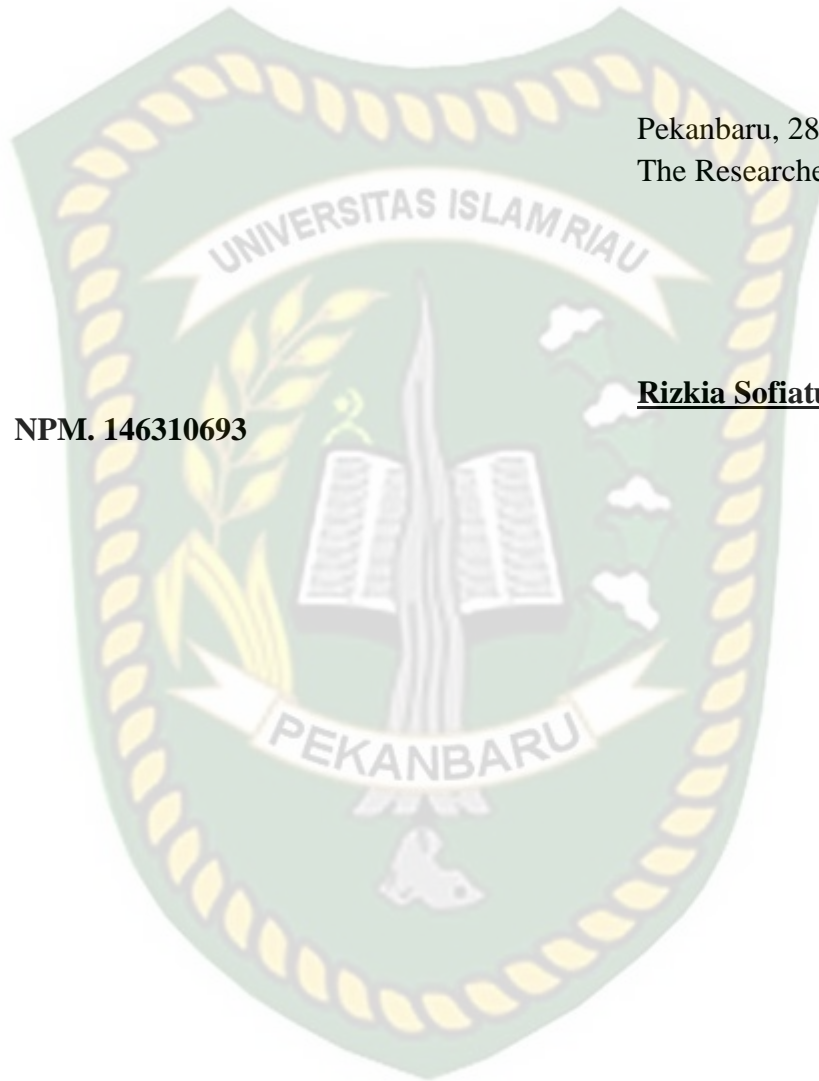 Pekanbaru, 28
The Researche
UNIVERSITAS ISLAM RIAU
Rizkia Sofiatu
NPM. 146310693
PEKANBARU